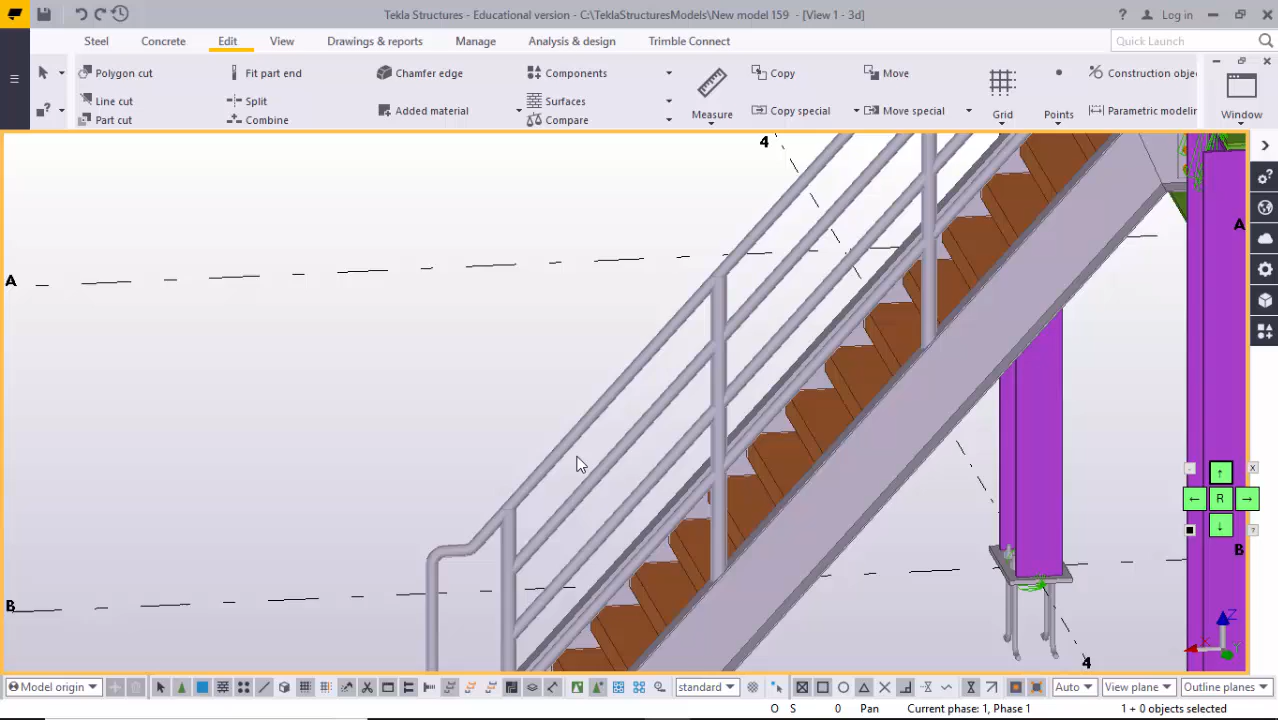 Tekla Structures - Educational version - C:\TeklaStructuresModels\New model 159 - [View 1 - 3d]
? Log in
Steel Concrete Edit View Drawings & reports Manage Analysis & design Trimble Connect Quick Launch
Polygon cut Fit part end Chamfer edge Components Copy Move Construction obje
Line cut Split Surfaces
Added material Measure Copy special Move special Grid Points Parametric modelin Window
Part cut Combine Compare
4
A
A
B
B
4
R
X
?
Z
X
Y
Model origin standard Auto View plane Outline planes
O S 0 Pan Current phase: 1, Phase 1 1 + 0 objects selected